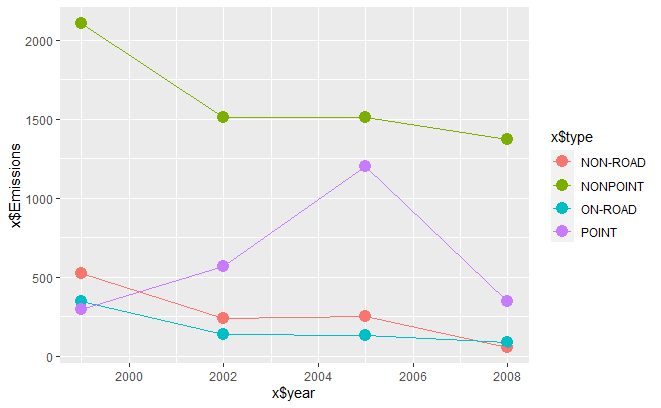 2000
1500
1000
500
0
x$Emissions
2000
2002
2004
2006
2008
x$year
x$type
NON-ROAD
NONPOINT
ON-ROAD
POINT